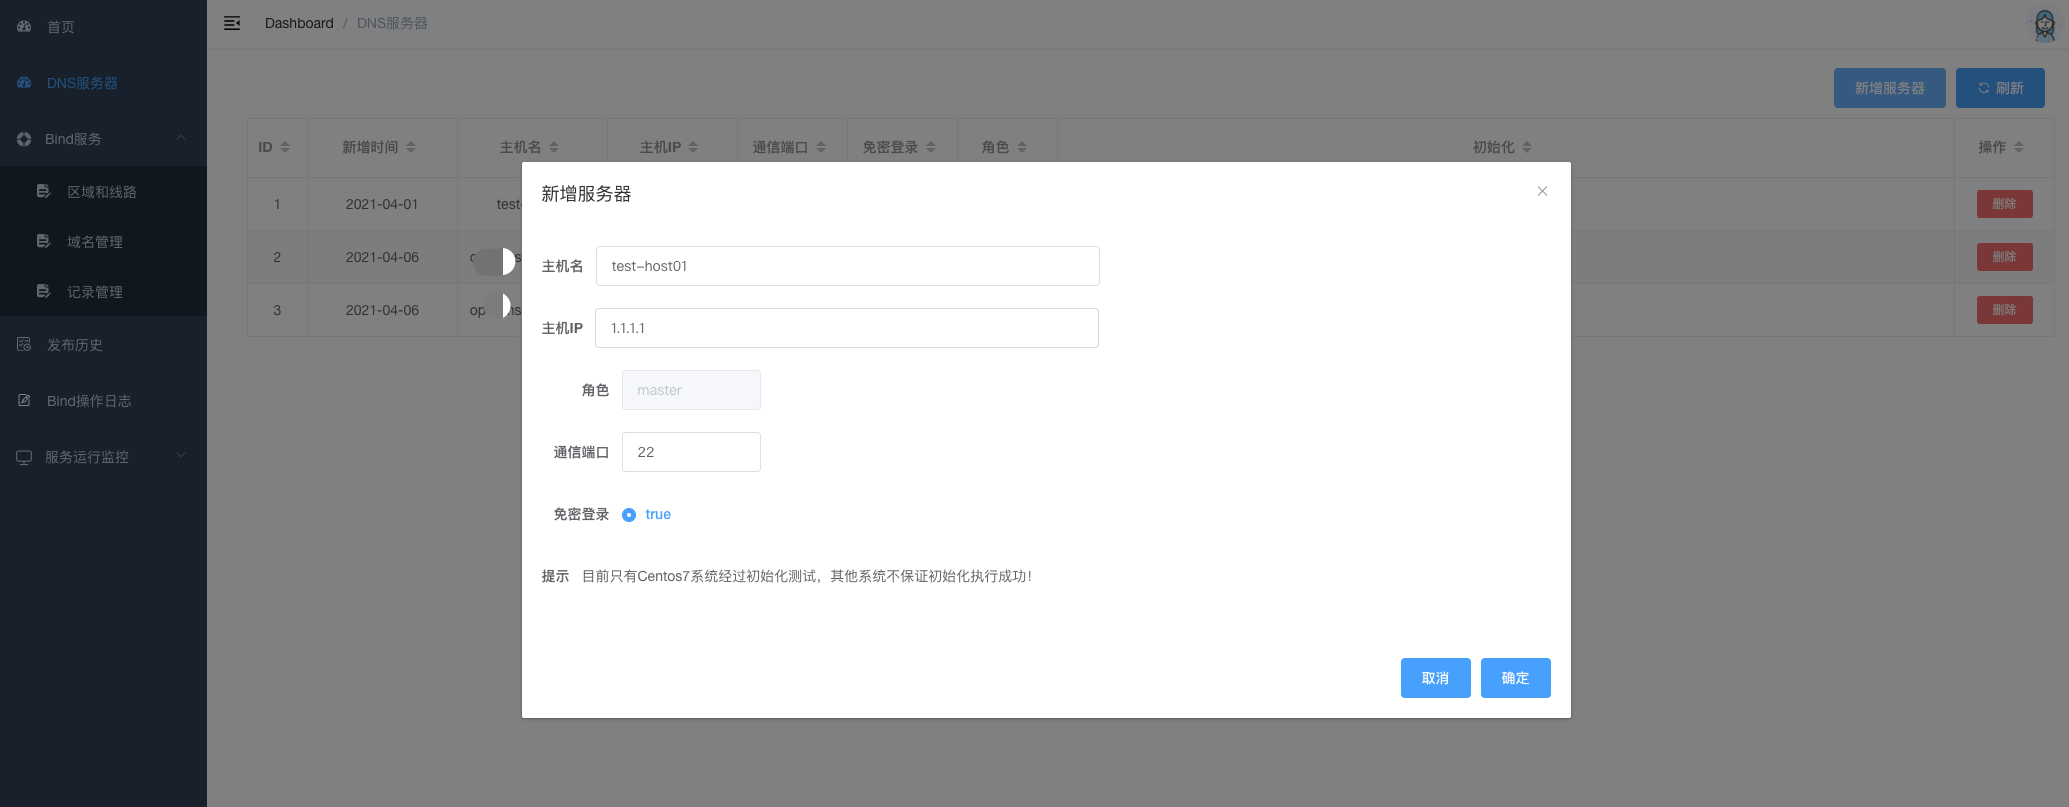 首页
DNS服务器
Bind服务
区域和线路
域名管理
记录管理
发布历史
Bind操作日志
服务运行监控
Dashboard / DNS服务器
新增服务器 刷新
ID 新增时间 主机名 主机IP 通信端口 免密登录 角色 初始化 操作
1 2021-04-01 test- 删除
2 2021-04-06 删除
3 2021-04-06 op 删除
新增服务器
主机名 test-host01
主机IP 1.1.1.1
角色 master
通信端口 22
免密登录 true
提示 目前只有Centos7系统经过初始化测试，其他系统不保证初始化执行成功！
取消 确定